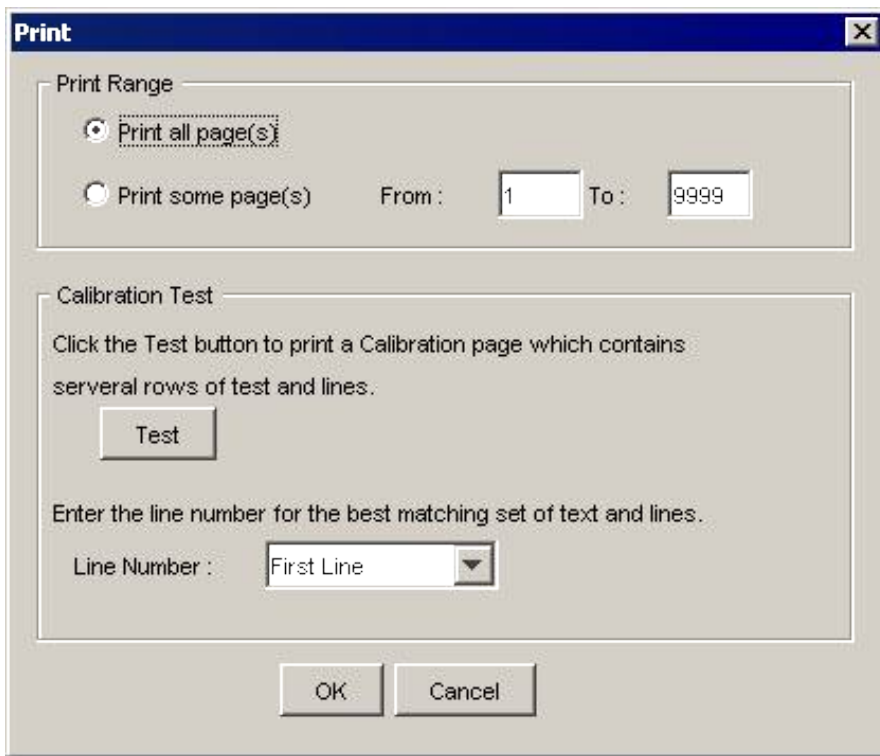 Print
Print Range
Print all page(s)
Print some page(s) From : 1 To : 9999
Calibration Test
Click the Test button to print a Calibration page which contains
serveral rows of test and lines.
Test
Enter the line number for the best matching set of text and lines.
Line Number : First Line
OK Cancel